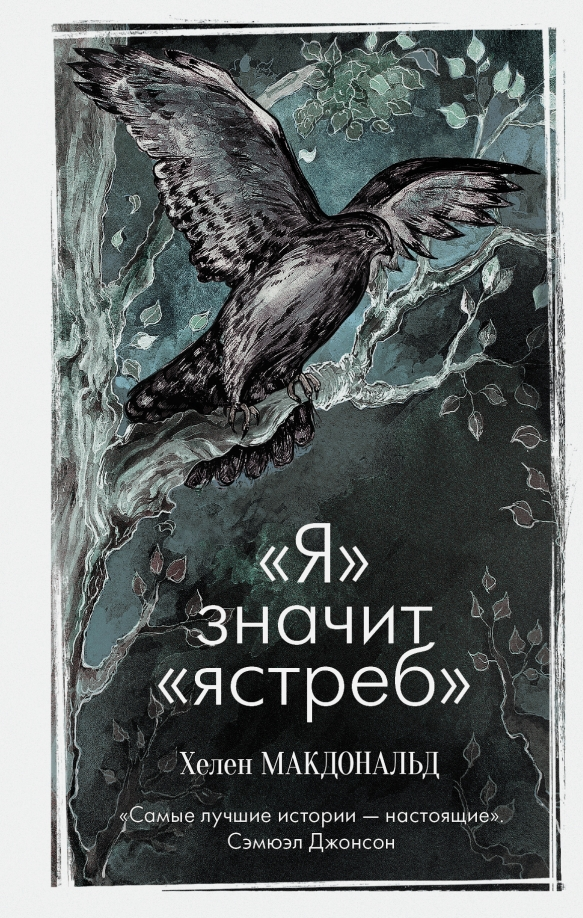 «Я»
значит
«ястреб»
Хелен МАКДОНАЛЬД
«Самые лучшие истории — настоящие».
Сэмюэл Джонсон